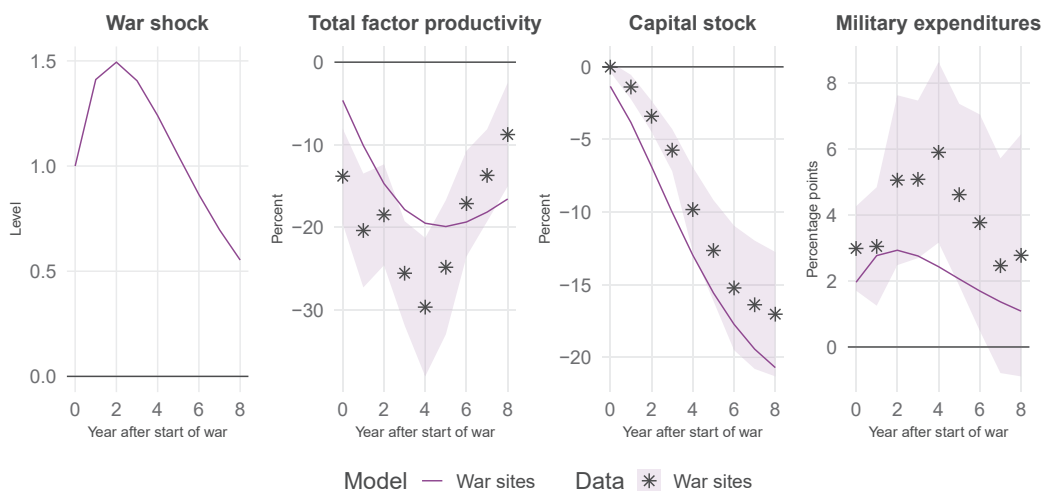 War shock
Total factor productivity
Capital stock
Military expenditures
Level
1.5
1.0
0.5
0.0
0 2 4 6 8
Year after start of war
Percent
0
−10
−20
−30
0 2 4 6 8
Year after start of war
Percent
0
−5
−10
−15
−20
0 2 4 6 8
Year after start of war
Percentage points
8
6
4
2
0
0 2 4 6 8
Year after start of war
Model War sites Data War sites